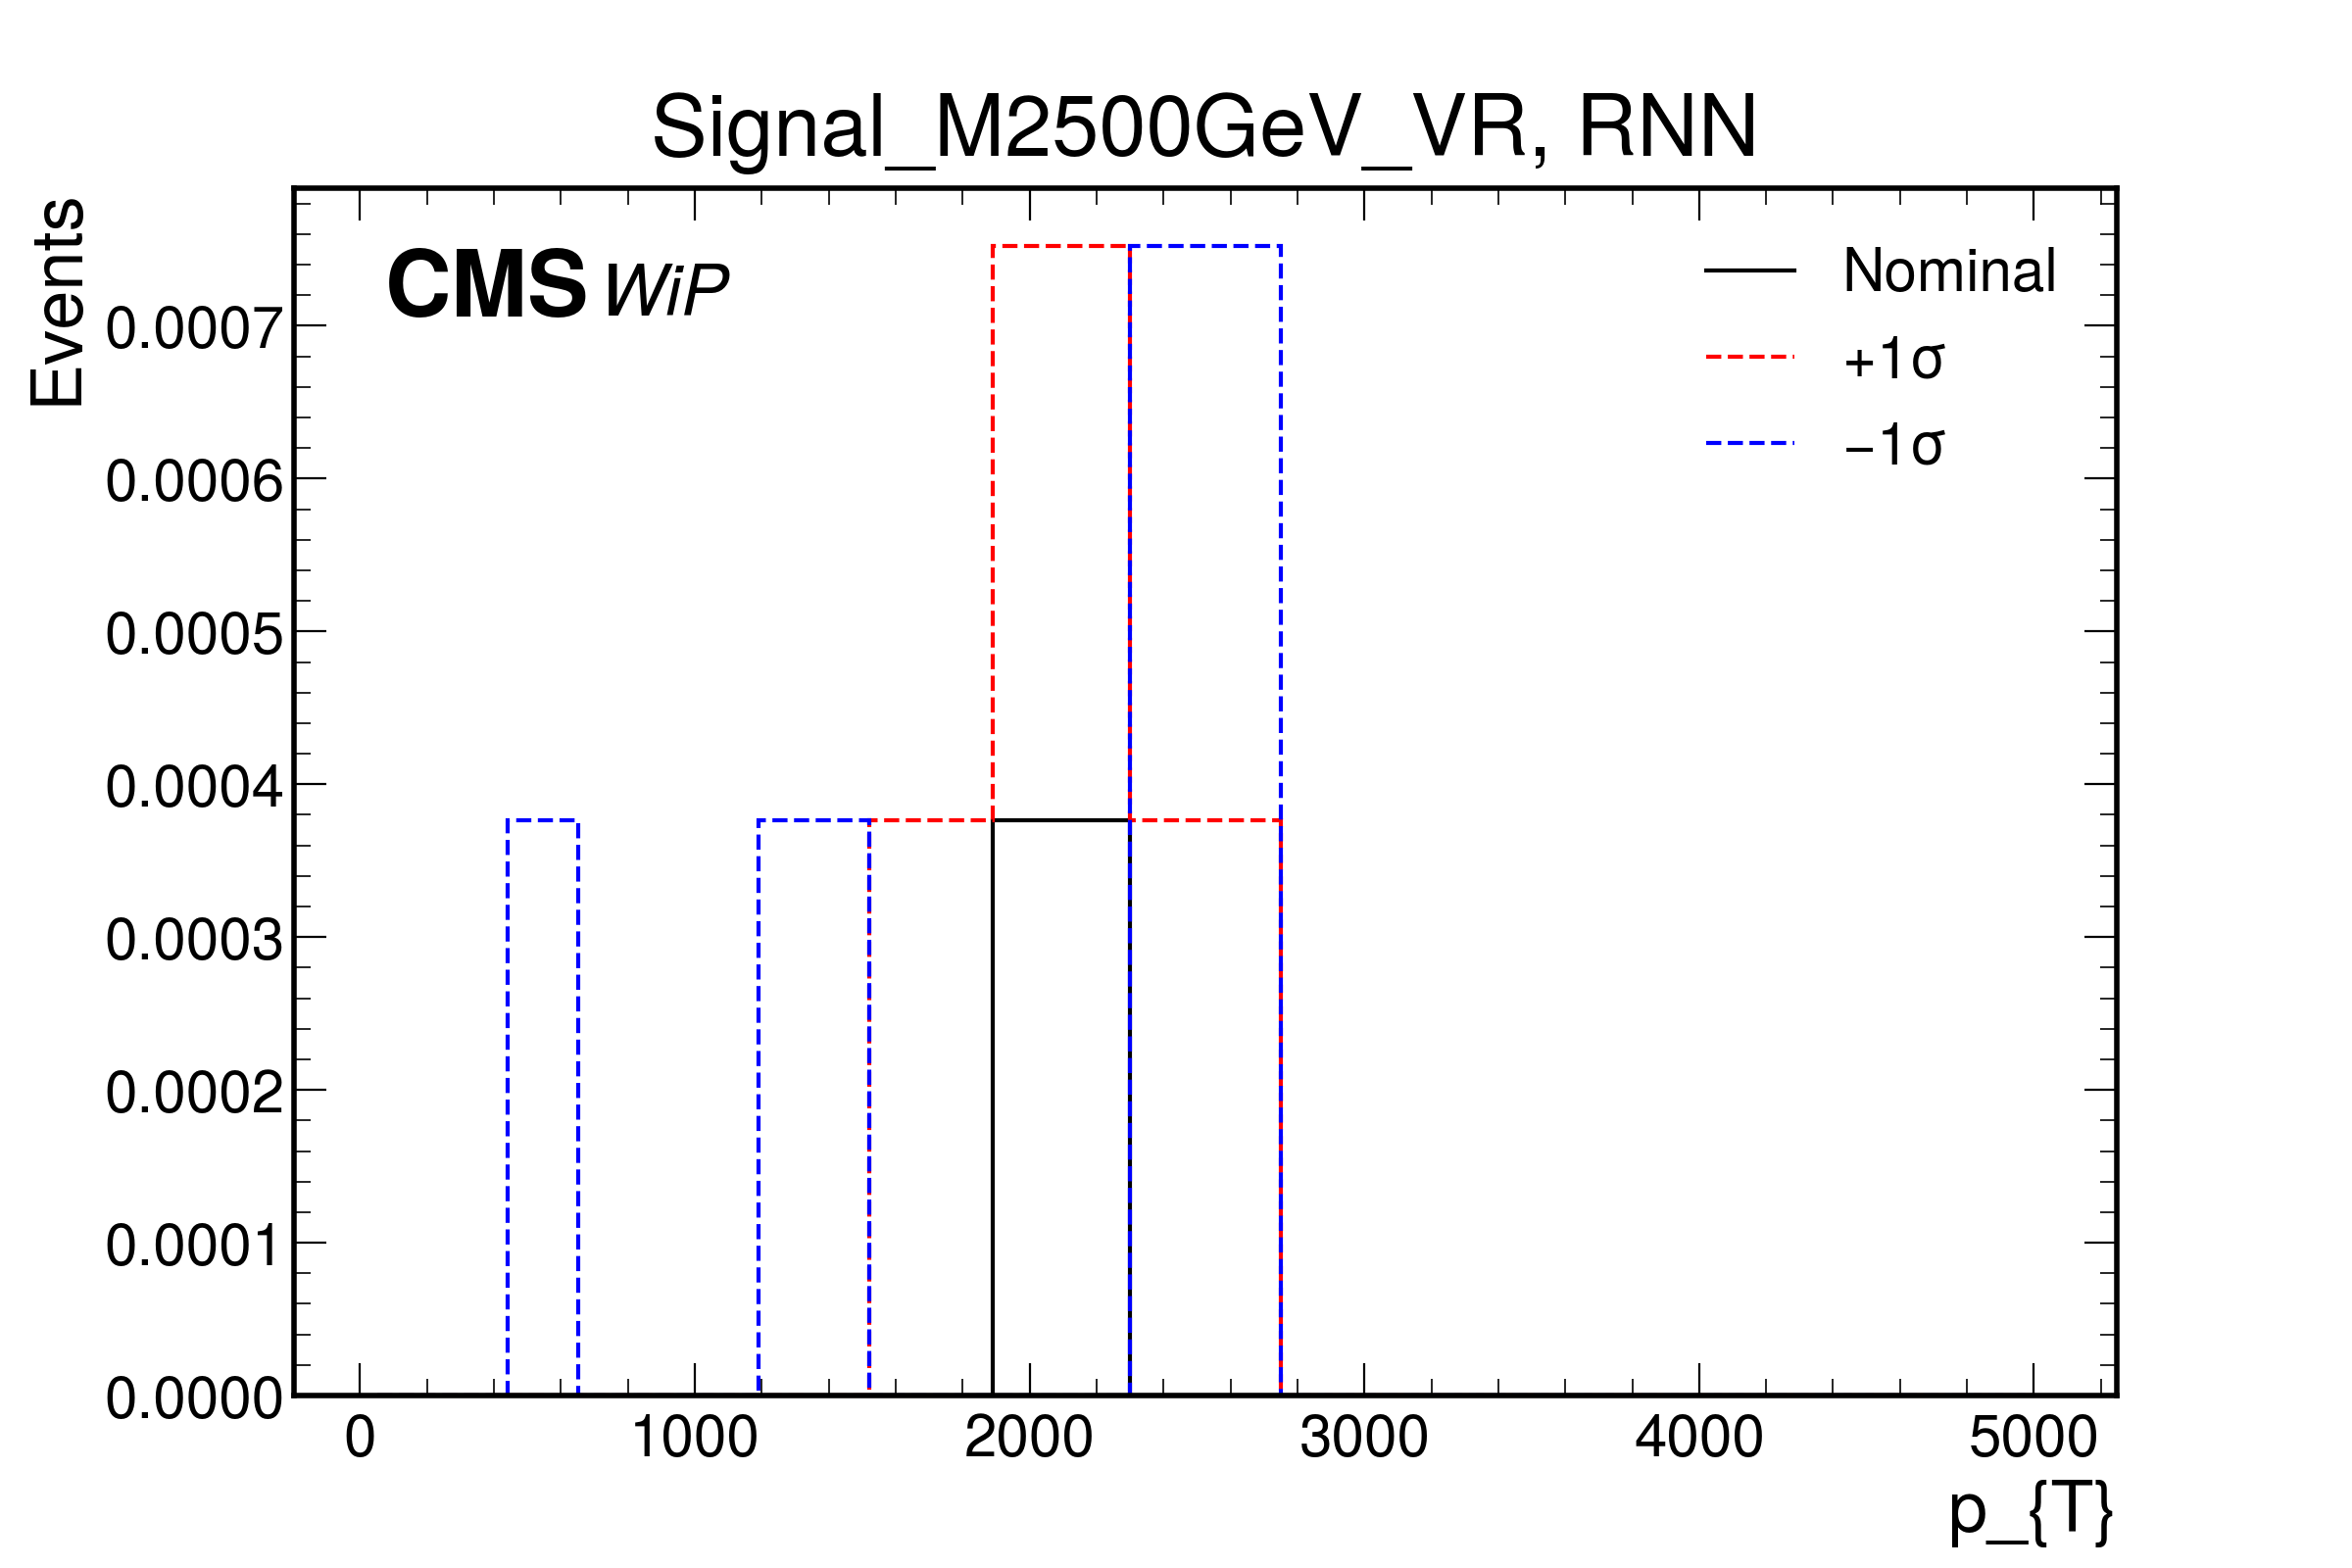 Signal_M2500GeV_VR, RNN
Events
CMS WiP
Nominal
+1σ
−1σ
0.0007
0.0006
0.0005
0.0004
0.0003
0.0002
0.0001
0.0000
0 1000 2000 3000 4000 5000
p_{T}